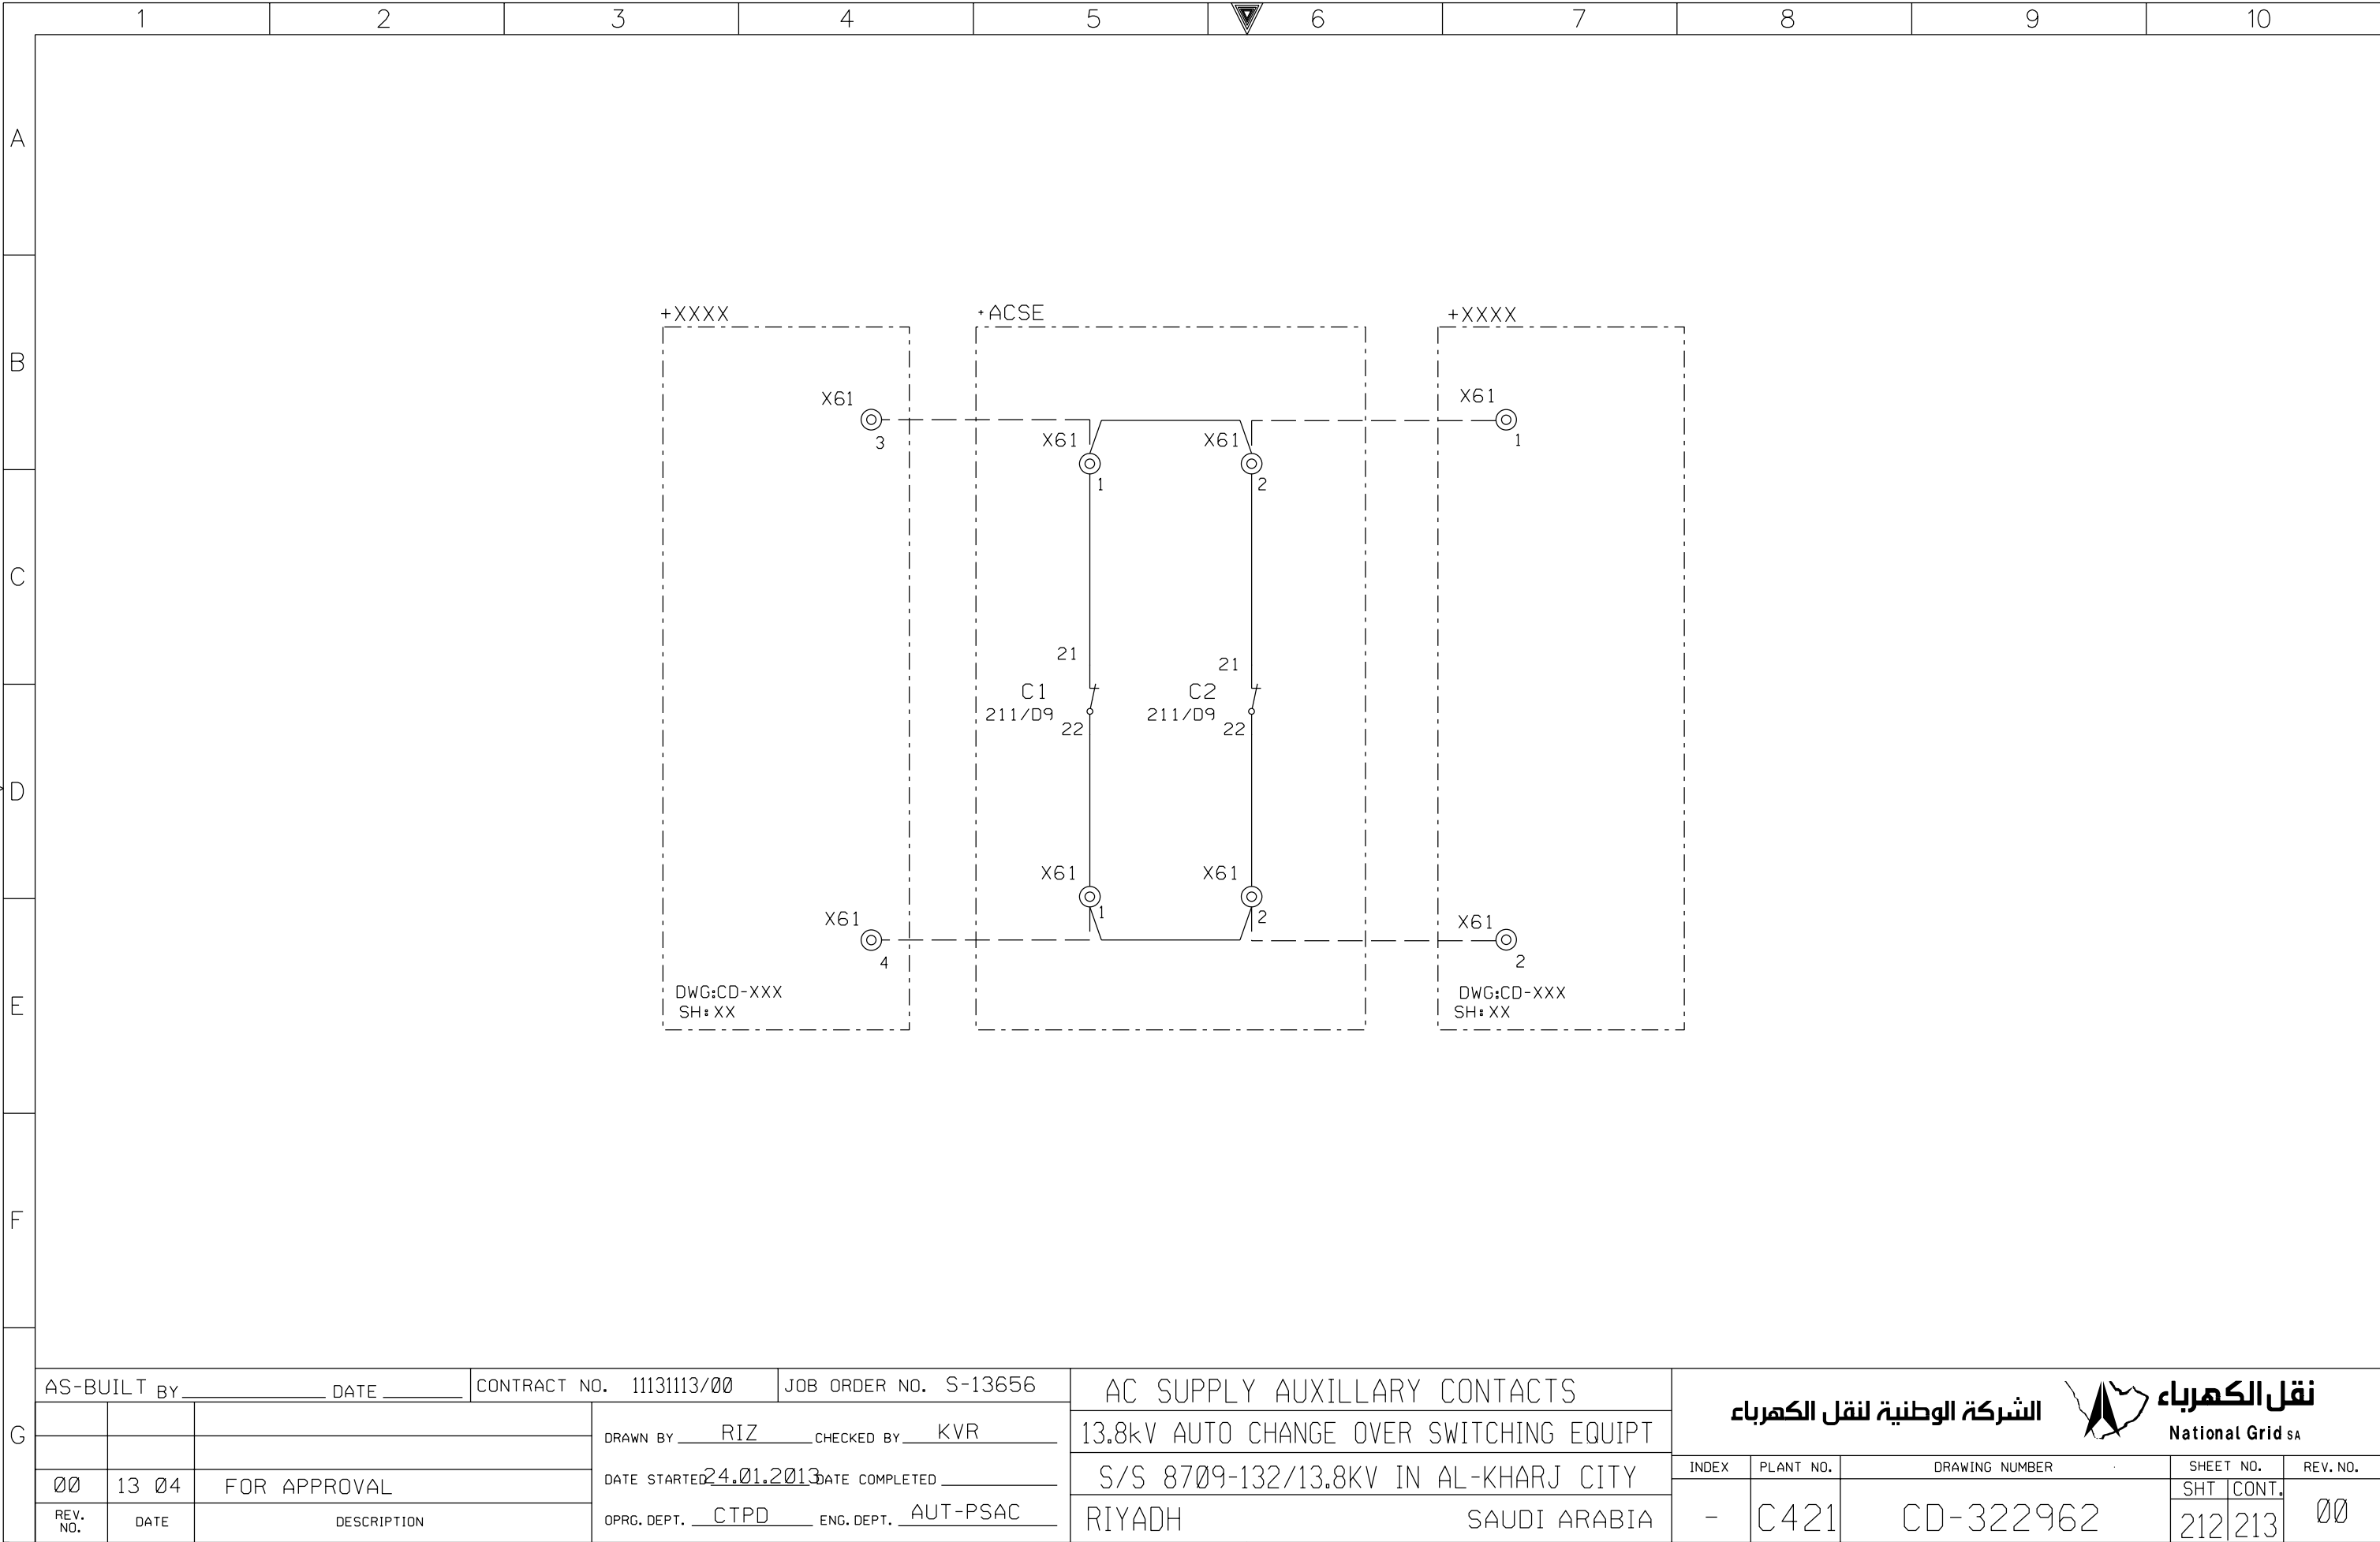 1 2 3 4 5 6 7 8 9 10
A
B
C
D
E
F
G
+XXXX
+ACSE
+XXXX
X61
3
X61
1
X61
2
X61
1
21
C1
211/D9
22
21
C2
211/D9
22
X61
1
X61
2
X61
4
X61
2
DWG:CD-XXX
SH:XX
DWG:CD-XXX
SH:XX
AS-BUILT BY DATE
CONTRACT NO. 11131113/00
JOB ORDER NO. S-13656
DRAWN BY RIZ CHECKED BY KVR
DATE STARTED 24.01.2013 DATE COMPLETED
OPRG. DEPT. CTPD ENG. DEPT. AUT-PSAC
00 13 04 FOR APPROVAL
REV. NO. DATE DESCRIPTION
AC SUPPLY AUXILLARY CONTACTS
13.8kV AUTO CHANGE OVER SWITCHING EQUIPT
S/S 8709-132/13.8KV IN AL-KHARJ CITY
RIYADH SAUDI ARABIA
الشركة الوطنية لنقل الكهرباء
نقل الكهرباء
National Grid SA
INDEX PLANT NO. DRAWING NUMBER SHEET NO. REV. NO.
SHT CONT.
- C421 CD-322962 212 213 00